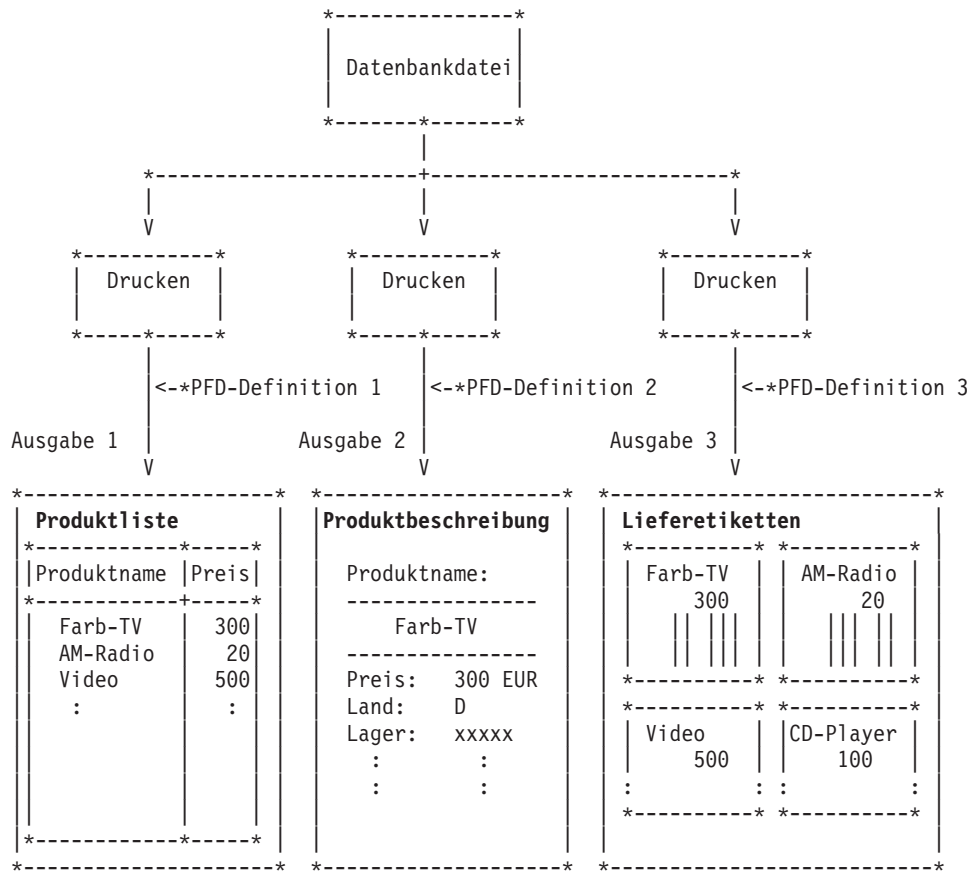 Datenbankdatei
Drucken Drucken Drucken
<-*PFD-Definition 1 <-*PFD-Definition 2 <-*PFD-Definition 3
Ausgabe 1 Ausgabe 2 Ausgabe 3
Produktliste
Produktname Preis
Farb-TV 300
AM-Radio 20
Video 500
: :
Produktbeschreibung
Produktname:
Farb-TV
Preis: 300 EUR
Land: D
Lager: xxxxx
: :
: :
Lieferetiketten
Farb-TV
300
AM-Radio
20
Video
500
CD-Player
100
: : : :